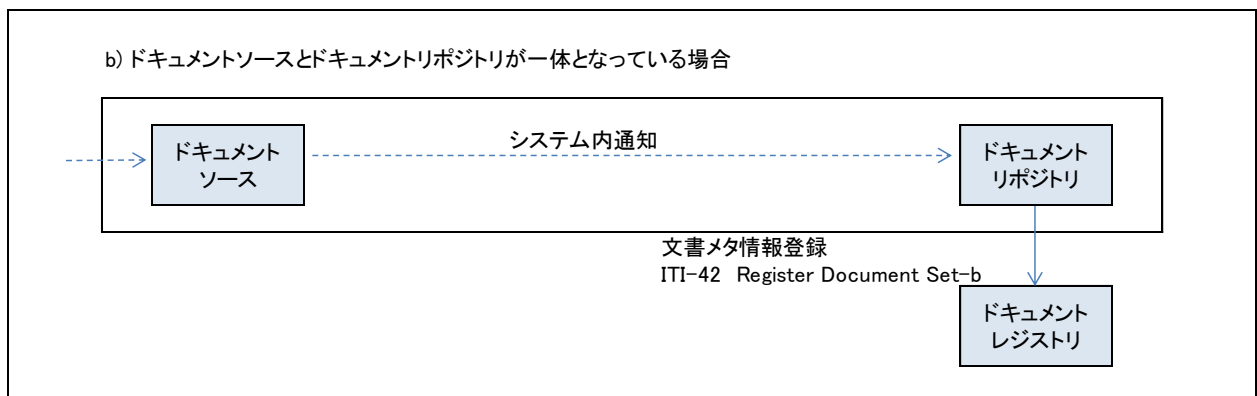 b) ドキュメントソースとドキュメントリポジトリが一体となっている場合
ドキュメント
ソース
システム内通知
ドキュメント
リポジトリ
文書メタ情報登録
ITI-42 Register Document Set-b
ドキュメント
レジストリ